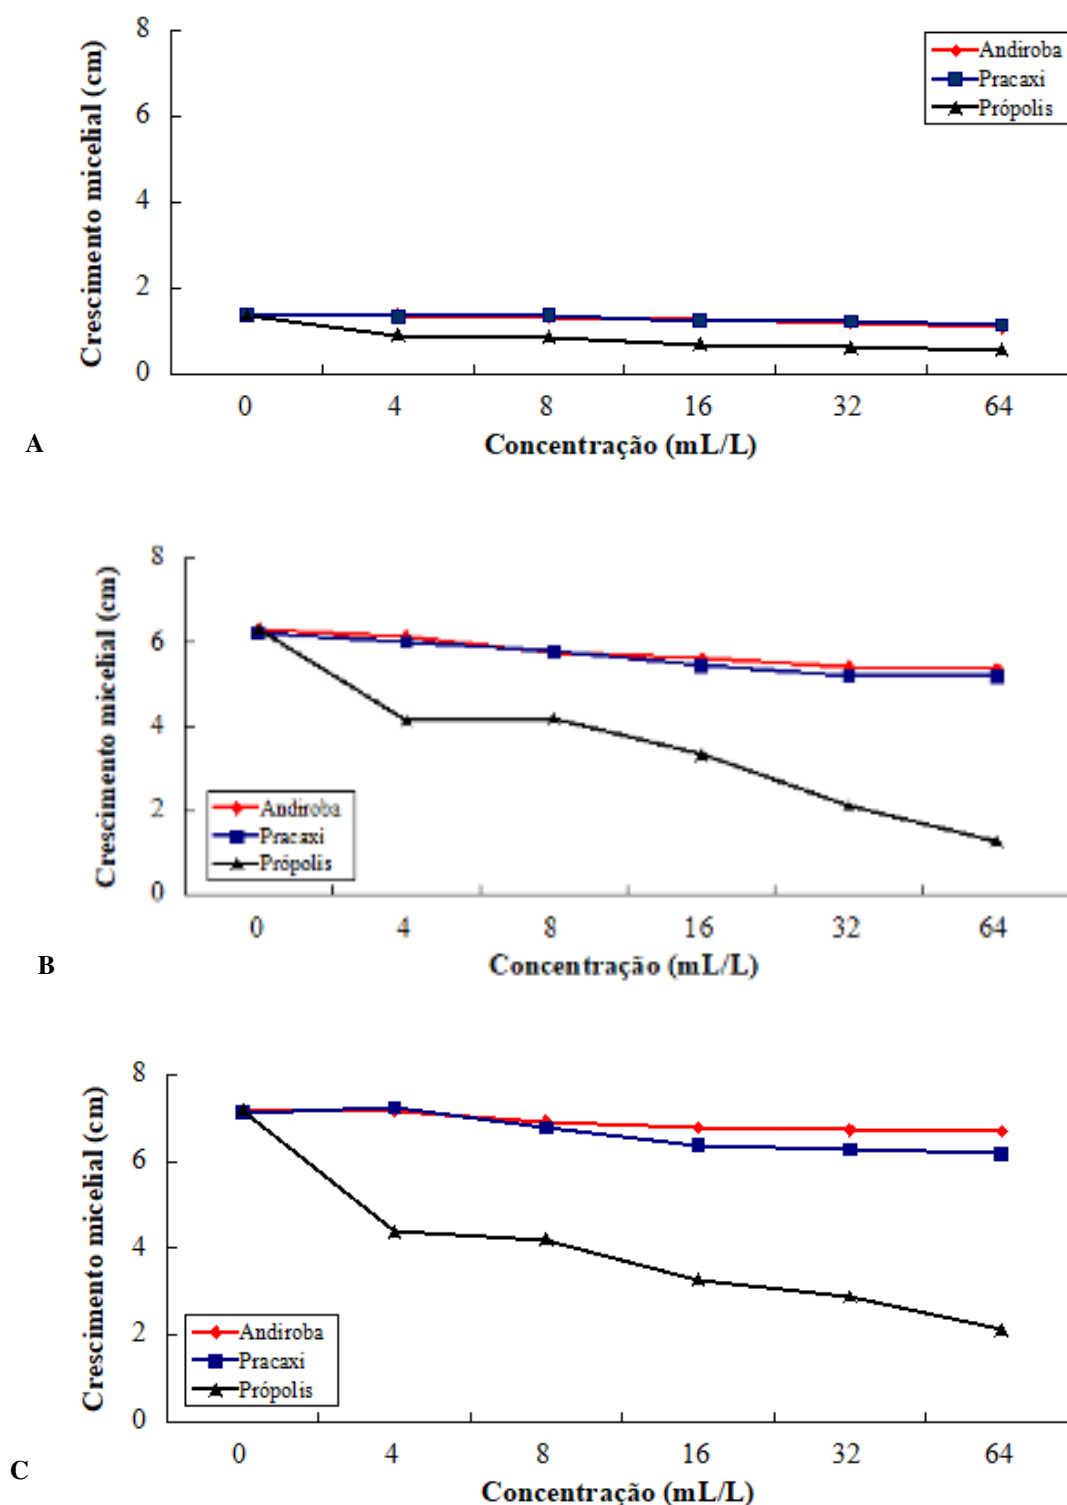 8
6
4
2
0
Crescimento micelial (cm)
Andiroba
Pracaxi
Própolis
0 4 8 16 32 64
Concentração (mL/L)
A
8
6
4
2
0
Crescimento micelial (cm)
Andiroba
Pracaxi
Própolis
0 4 8 16 32 64
Concentração (mL/L)
B
8
6
4
2
0
Crescimento micelial (cm)
Andiroba
Pracaxi
Própolis
0 4 8 16 32 64
Concentração (mL/L)
C